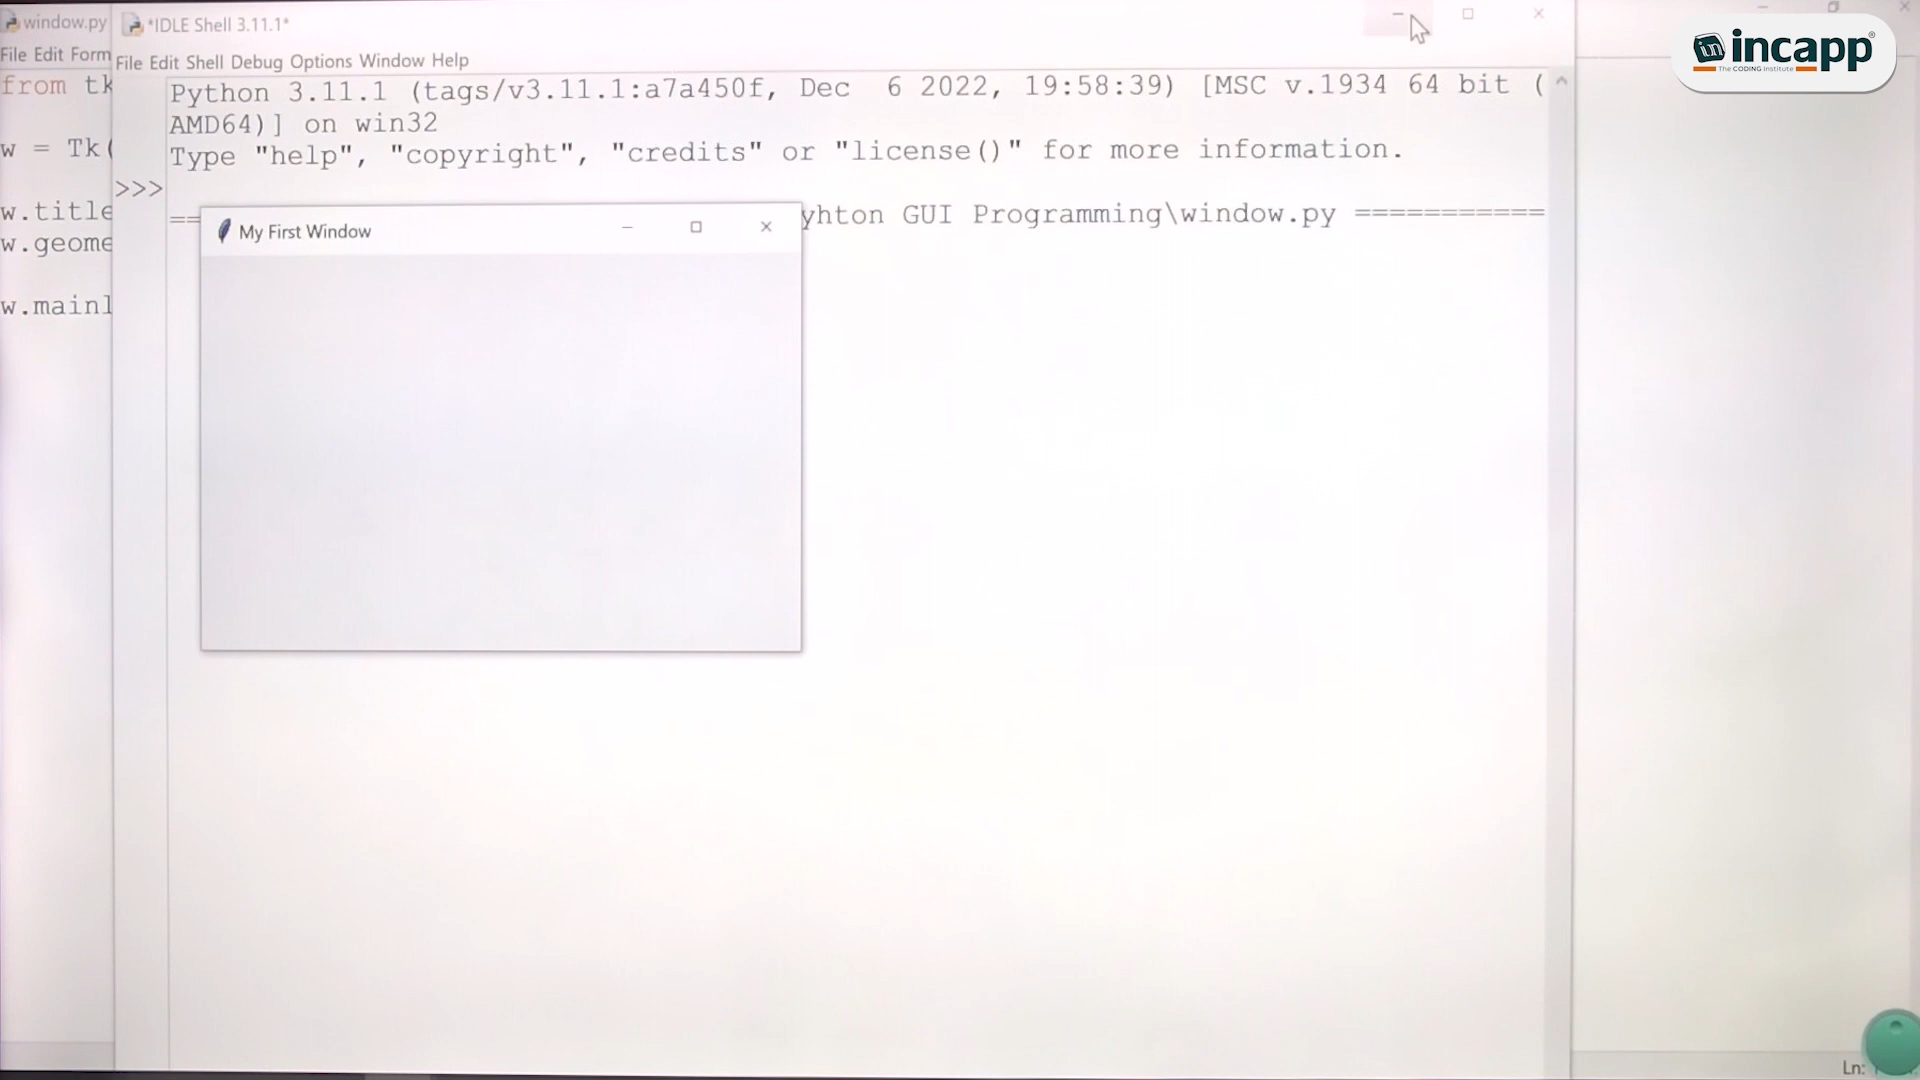 window.py
File Edit Form
from tk
w = Tk(
w.title
w.geome
w.mainl
*IDLE Shell 3.11.1*
File Edit Shell Debug Options Window Help
Python 3.11.1 (tags/v3.11.1:a7a450f, Dec  6 2022, 19:58:39) [MSC v.1934 64 bit (
AMD64)] on win32
Type "help", "copyright", "credits" or "license()" for more information.
>>>
== yhton GUI Programming\window.py ===========
My First Window
in incapp®
The CODING Institute
Ln: